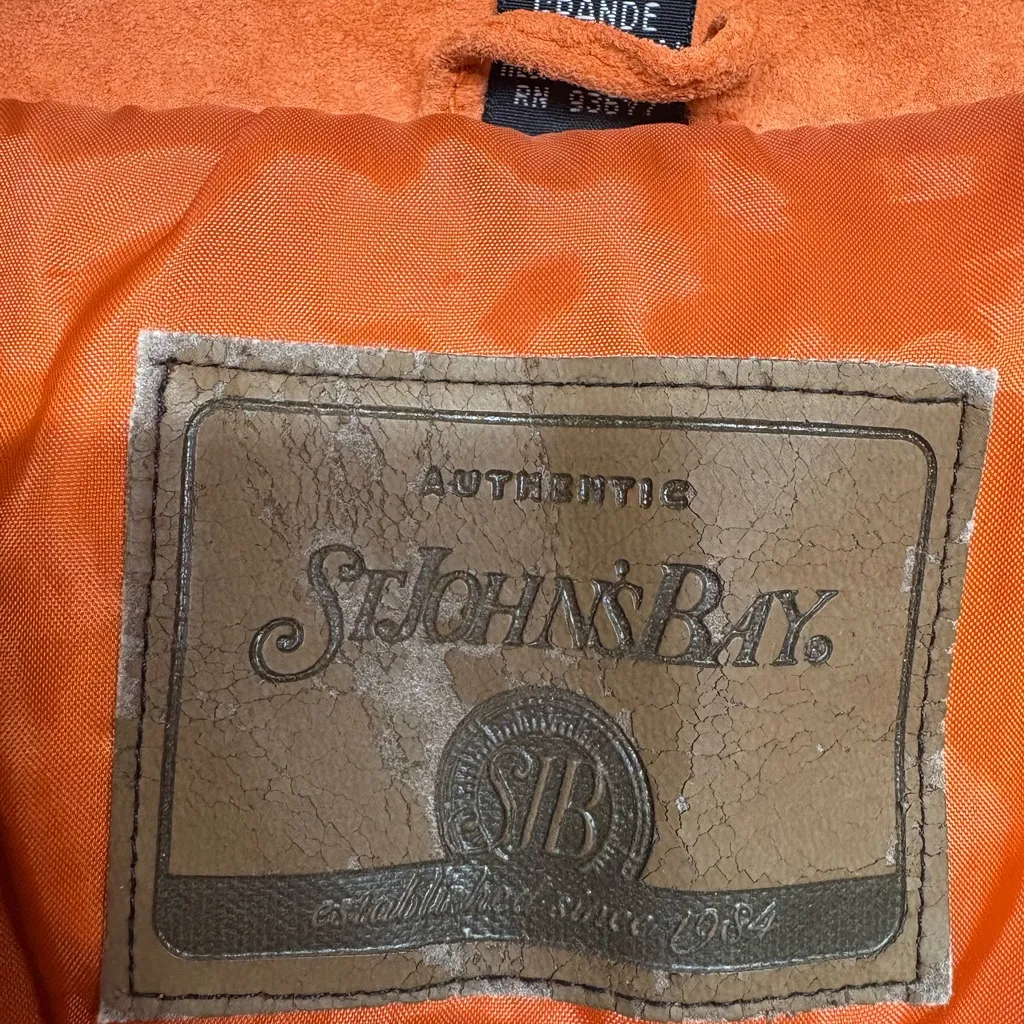 GRANDE
RN 93677
AUTHENTIC
ST JOHN'S BAY®
SJB
established since 1984